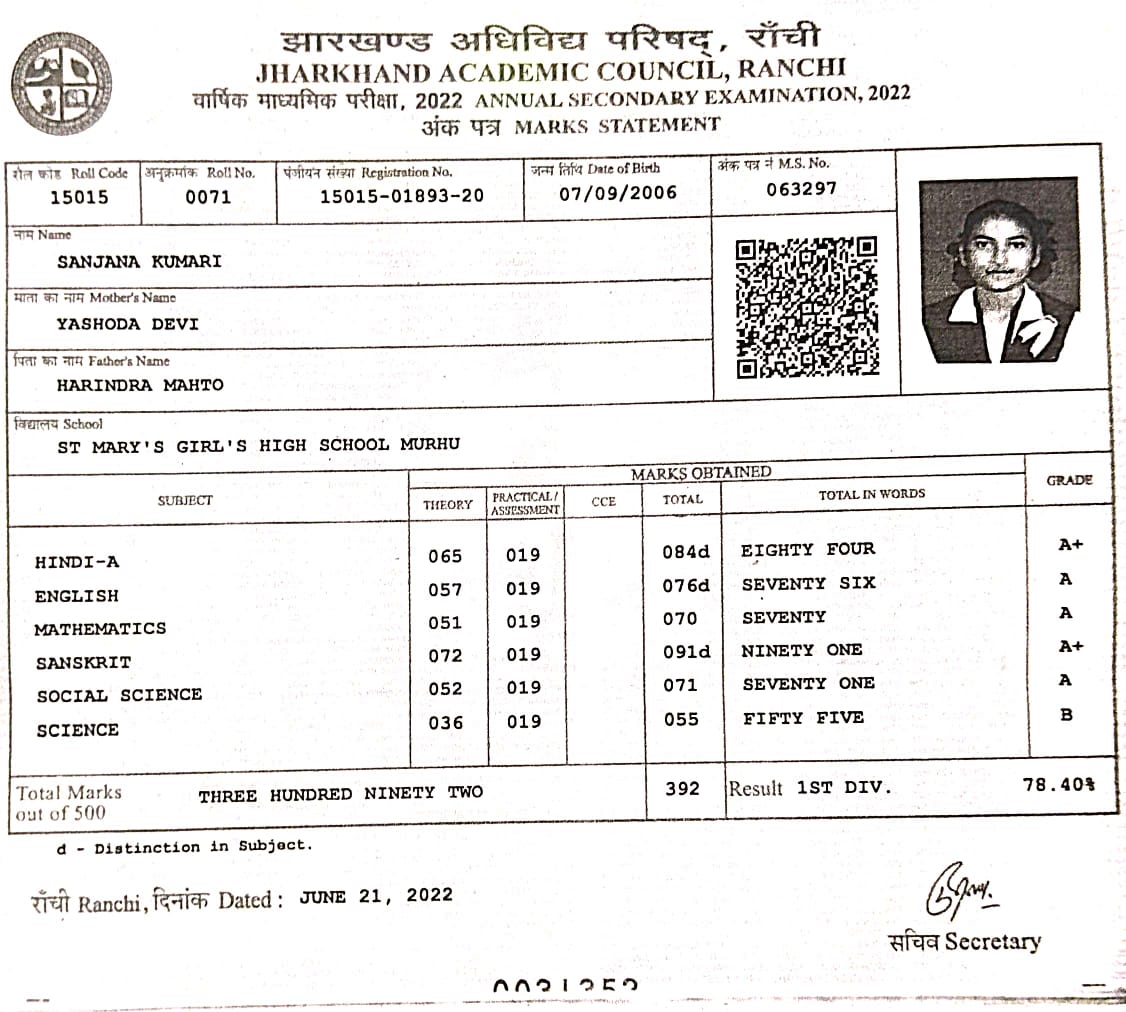 झारखण्ड अधिविद्य परिषद्, राँची
JHARKHAND ACADEMIC COUNCIL, RANCHI
वार्षिक माध्यमिक परीक्षा, 2022 ANNUAL SECONDARY EXAMINATION, 2022
अंक पत्र MARKS STATEMENT
रोल कोड Roll Code अनुक्रमांक Roll No. पंजीयन संख्या Registration No. जन्म तिथि Date of Birth अंक पत्र नं M.S. No.
15015 0071 15015-01893-20 07/09/2006 063297
नाम Name
SANJANA KUMARI
माता का नाम Mother's Name
YASHODA DEVI
पिता का नाम Father's Name
HARINDRA MAHTO
विद्यालय School
ST MARY'S GIRL'S HIGH SCHOOL MURHU
MARKS OBTAINED
SUBJECT THEORY PRACTICAL/ ASSESSMENT CCE TOTAL TOTAL IN WORDS GRADE
HINDI-A 065 019 084d EIGHTY FOUR A+
ENGLISH 057 019 076d SEVENTY SIX A
MATHEMATICS 051 019 070 SEVENTY A
SANSKRIT 072 019 091d NINETY ONE A+
SOCIAL SCIENCE 052 019 071 SEVENTY ONE A
SCIENCE 036 019 055 FIFTY FIVE B
Total Marks THREE HUNDRED NINETY TWO 392 Result 1ST DIV. 78.40%
out of 500
d - Distinction in Subject.
राँची Ranchi, दिनांक Dated : JUNE 21, 2022
सचिव Secretary